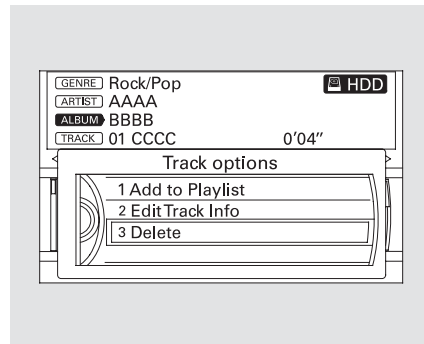 GENRE Rock/Pop HDD
ARTIST AAAA
ALBUM BBBB
TRACK 01 CCCC 0'04”
Track options
1 Add to Playlist
2 Edit Track Info
3 Delete